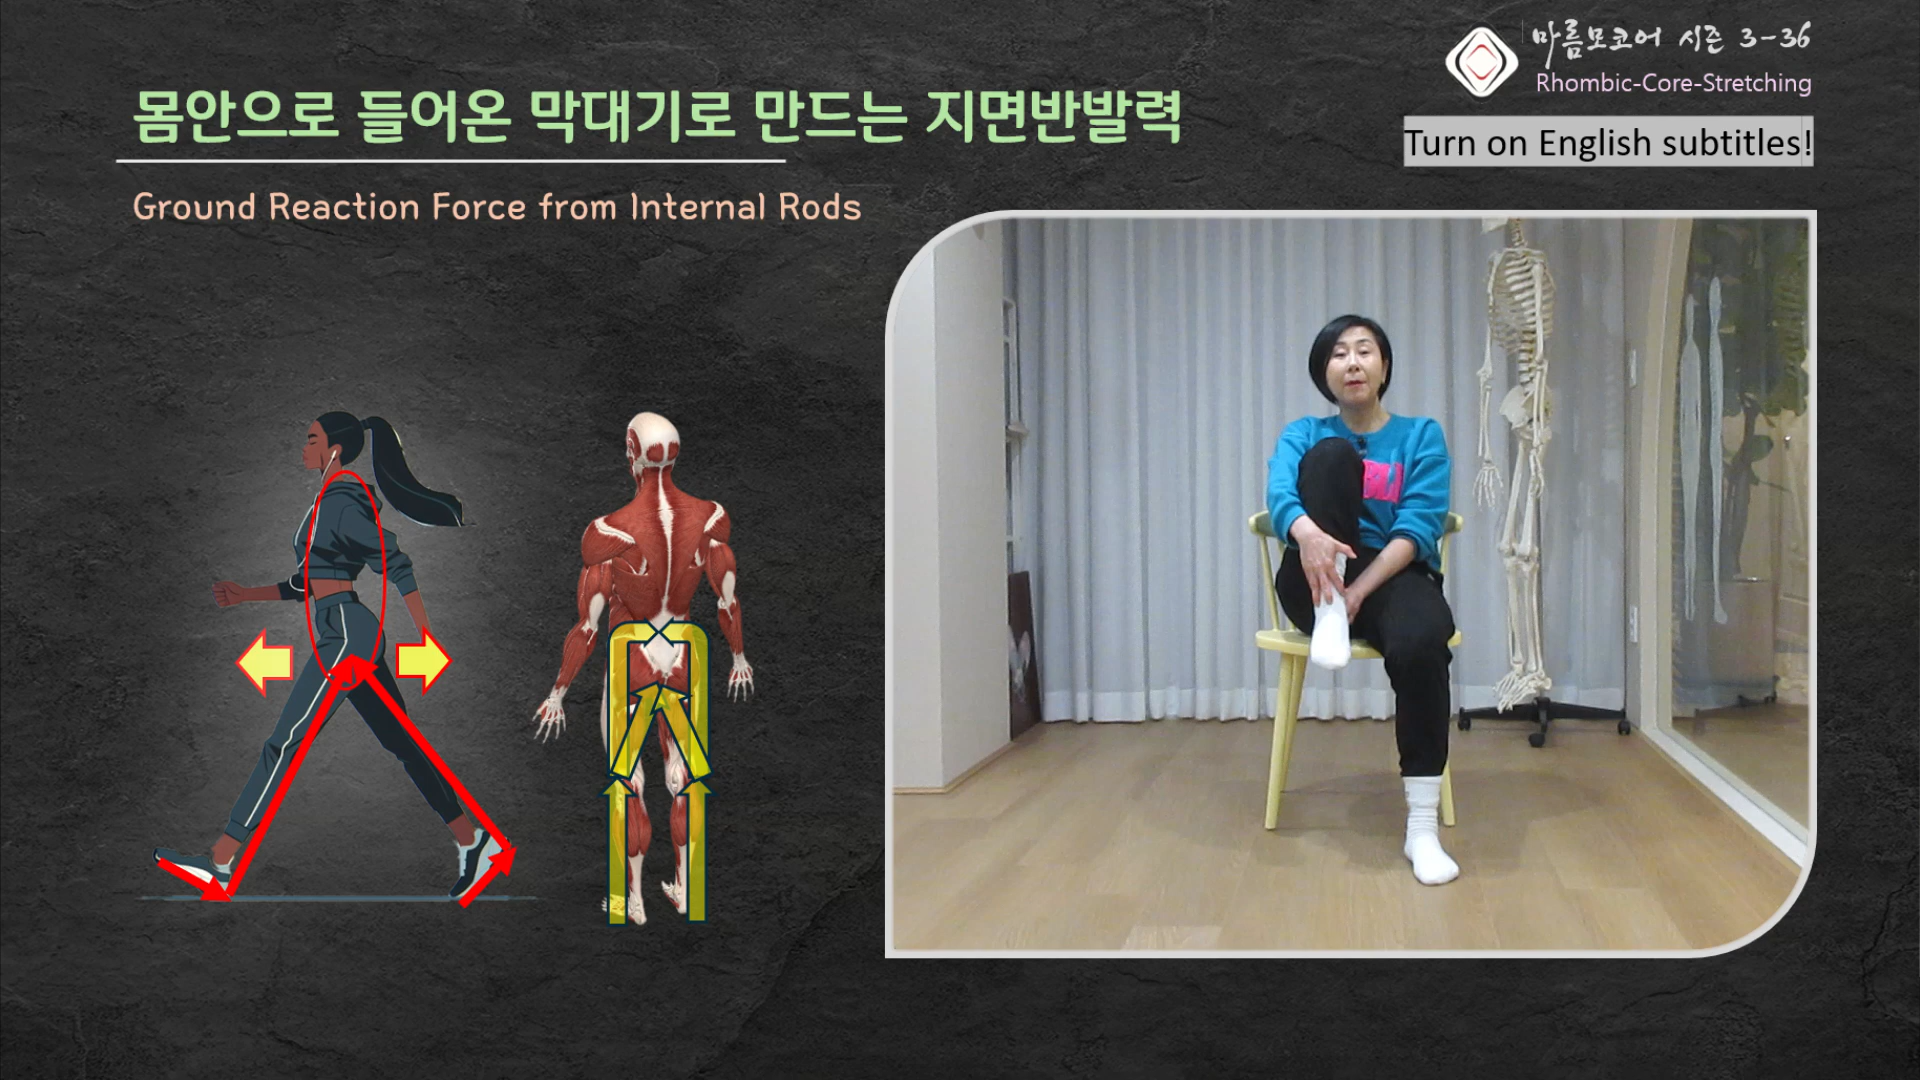 마름모코어 시즌 3-36
Rhombic-Core-Stretching
Turn on English subtitles!
몸안으로 들어온 막대기로 만드는 지면반발력
Ground Reaction Force from Internal Rods